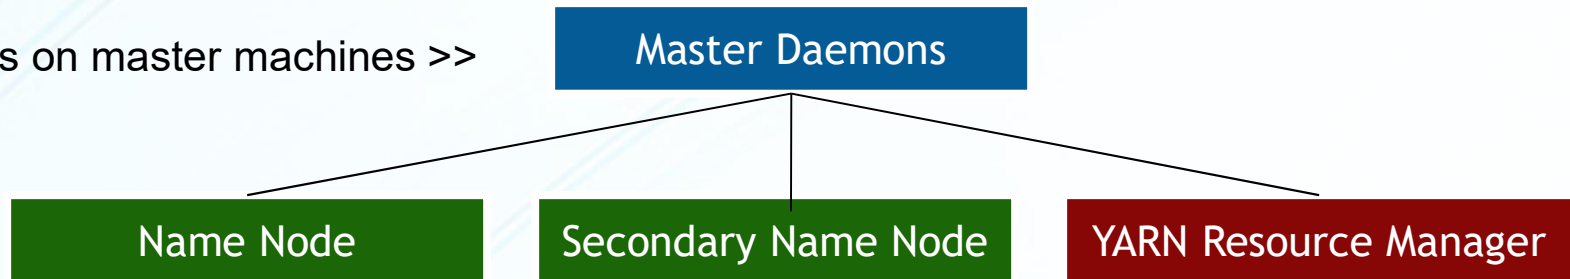 s on master machines >>
Master Daemons
Name Node
Secondary Name Node
YARN Resource Manager